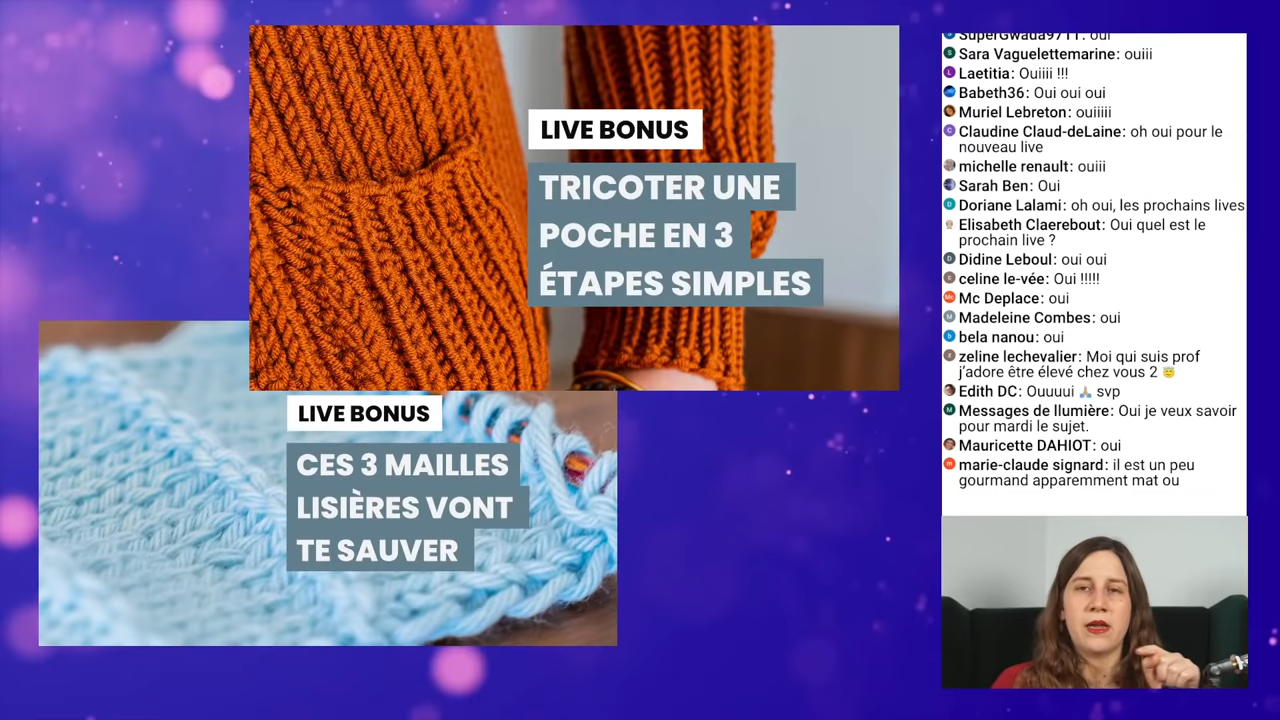 LIVE BONUS
TRICOTER UNE
POCHE EN 3
ÉTAPES SIMPLES
LIVE BONUS
CES 3 MAILLES
LISIÈRES VONT
TE SAUVER
SuperGwada9711: oui
Sara Vaguelettemarine: ouiii
Laetitia: Ouiiii !!!
Babeth36: Oui oui oui
Muriel Lebreton: ouiiiii
Claudine Claud-deLaine: oh oui pour le
nouveau live
michelle renault: ouiii
Sarah Ben: Oui
Doriane Lalami: oh oui, les prochains lives
Elisabeth Claerebout: Oui quel est le
prochain live ?
Didine Leboul: oui oui
celine le-vée: Oui !!!!!
Mc Deplace: oui
Madeleine Combes: oui
bela nanou: oui
zeline lechevalier: Moi qui suis prof
j'adore être élevé chez vous 2 😇
Edith DC: Ouuuui 🙏🏻 svp
Messages de llumière: Oui je veux savoir
pour mardi le sujet.
Mauricette DAHIOT: oui
marie-claude signard: il est un peu
gourmand apparemment mat ou